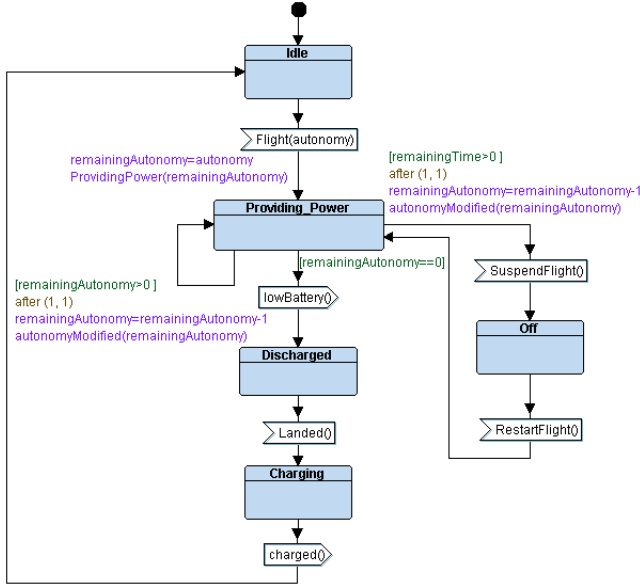 Idle
Flight(autonomy)
remainingAutonomy=autonomy
ProvidingPower(remainingAutonomy)
[remainingTime>0 ]
after (1, 1)
remainingAutonomy=remainingAutonomy-1
autonomyModified(remainingAutonomy)
Providing_Power
[remainingAutonomy==0]
SuspendFlight()
[remainingAutonomy>0 ]
after (1, 1)
remainingAutonomy=remainingAutonomy-1
autonomyModified(remainingAutonomy)
lowBattery()
Off
Discharged
Landed()
RestartFlight()
Charging
charged()